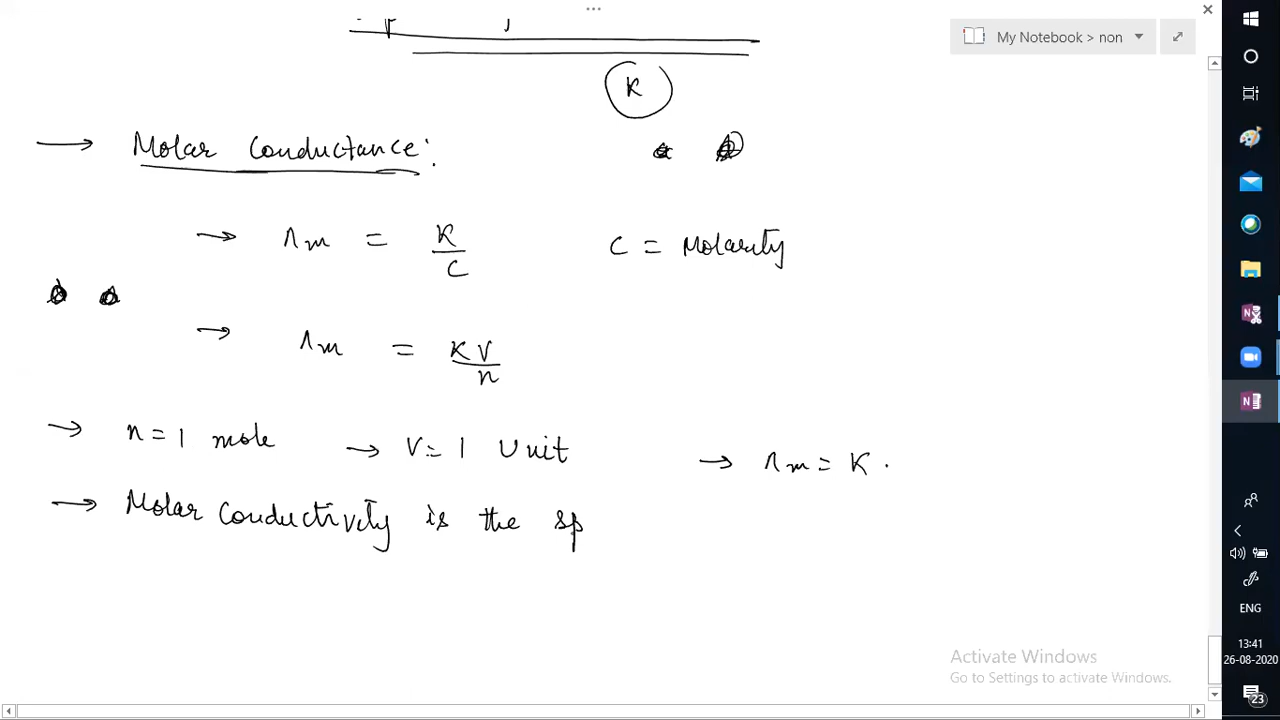 My Notebook > non
K
→ Molar Conductance:
→ Λm = K/C C = Molarity
→ Λm = KV/n
→ n = 1 mole → V = 1 Unit → Λm = K.
→ Molar Conductivity is the sp
ENG
13:41
26-08-2020
23
Activate Windows
Go to Settings to activate Windows.